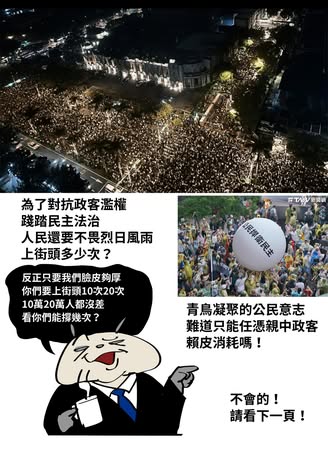 為了對抗政客濫權
踐踏民主法治
人民還要不畏烈日風雨
上街頭多少次？
反正只要我們臉皮夠厚
你們要上街頭10次20次
10萬20萬人都沒差
看你們能撐幾次？
民捍衛民主
青鳥凝聚的公民意志
難道只能任憑親中政客
賴皮消耗嗎！
不會的！
請看下一頁！